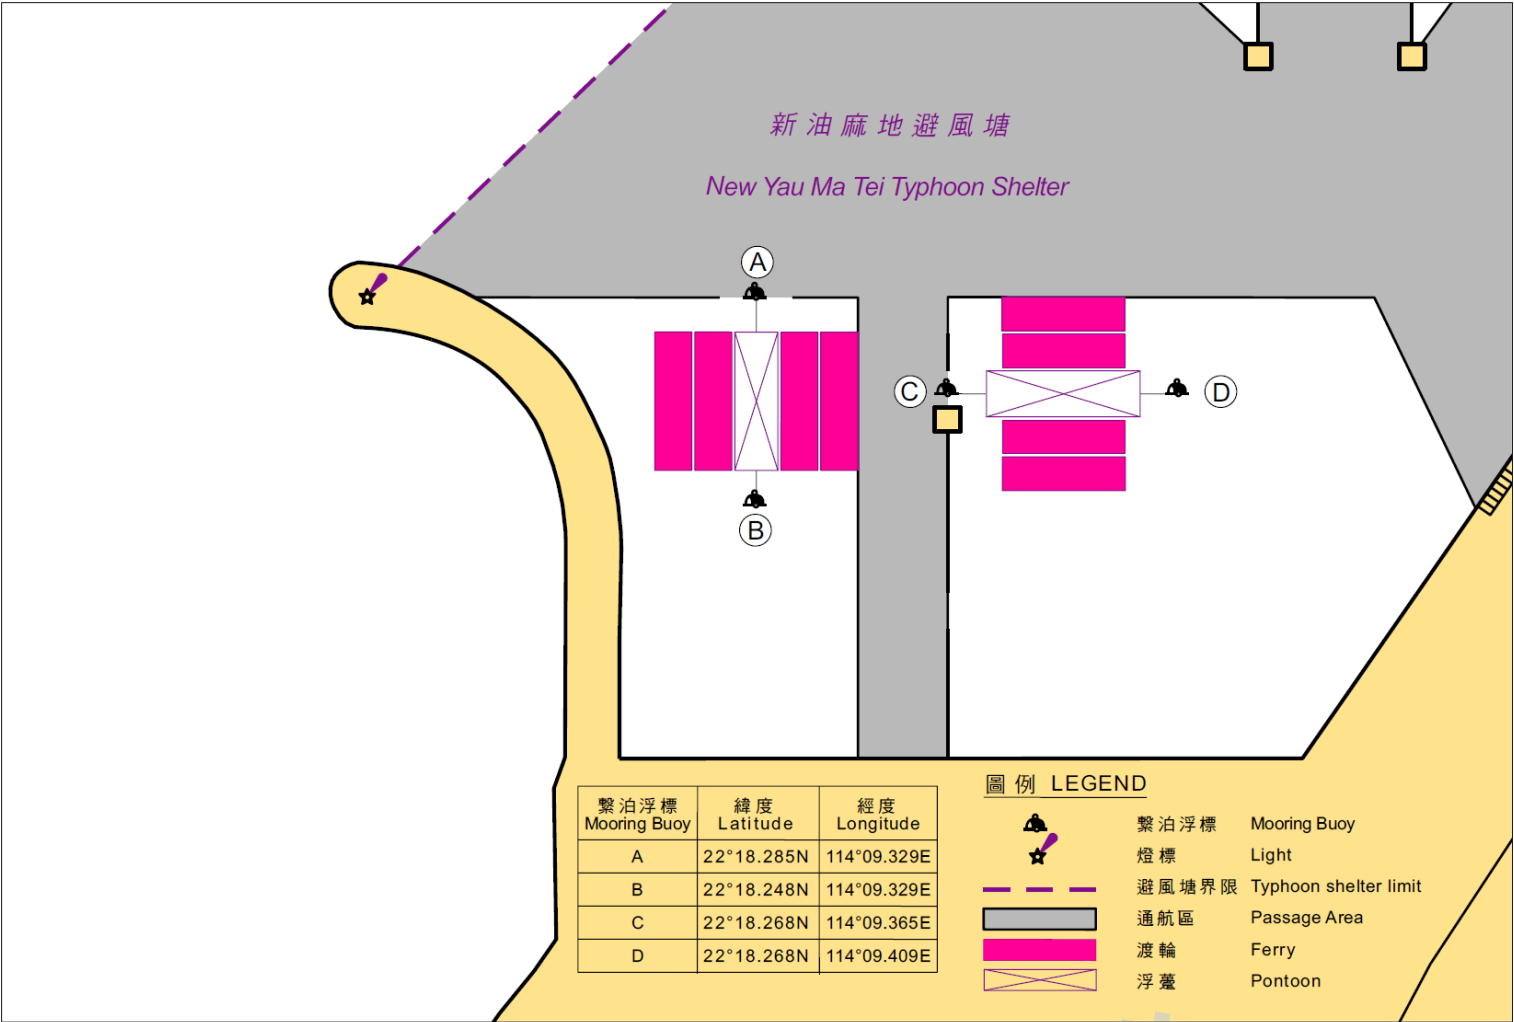 新油麻地避風塘
New Yau Ma Tei Typhoon Shelter
A
C
D
B
圖例 LEGEND
繫泊浮標 緯度 經度
Mooring Buoy Latitude Longitude
A 22°18.285N 114°09.329E
B 22°18.248N 114°09.329E
C 22°18.268N 114°09.365E
D 22°18.268N 114°09.409E
繫泊浮標 Mooring Buoy
燈標 Light
避風塘界限 Typhoon shelter limit
通航區 Passage Area
渡輪 Ferry
浮躉 Pontoon